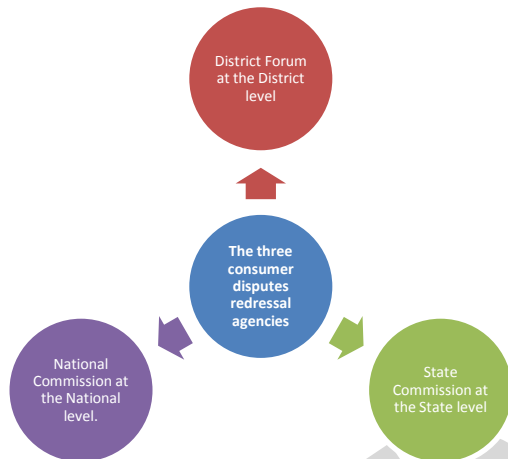 District Forum
at the District
level
The three
consumer
disputes
redressal
agencies
National
Commission at
the National
level.
State
Commission at
the State level